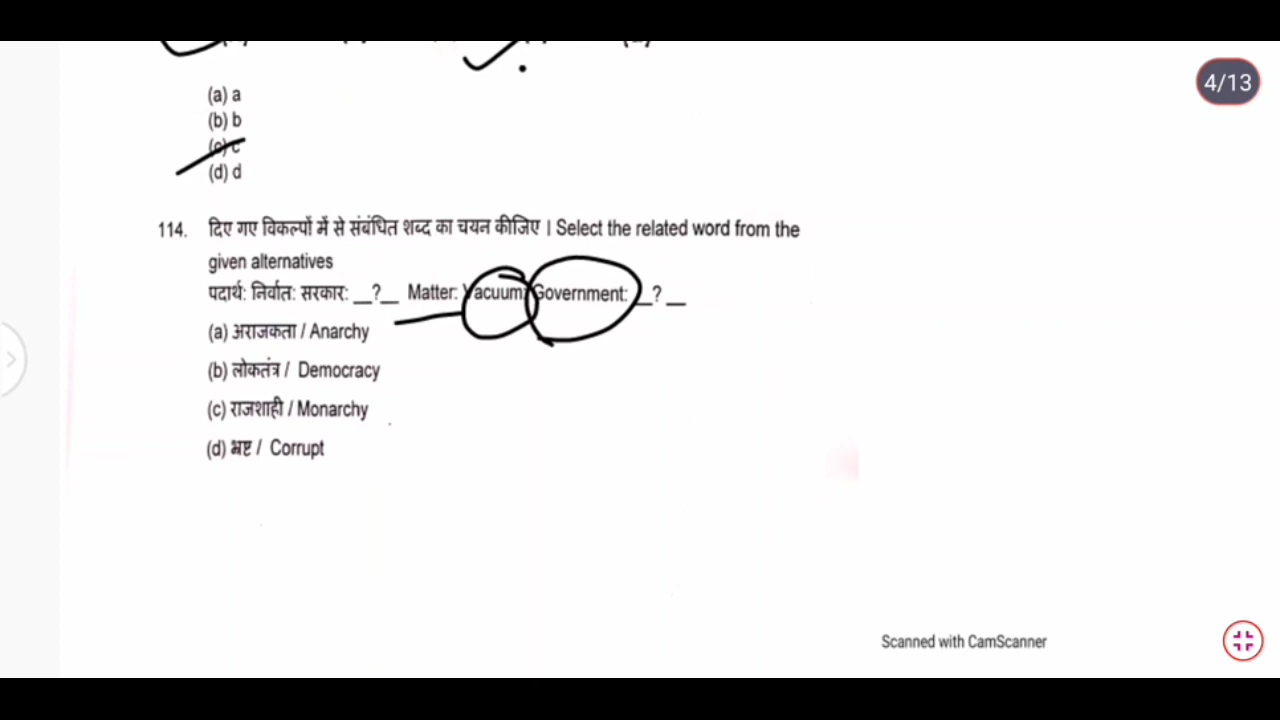 4/13
(a) a
(b) b
(c) c
(d) d
114. दिए गए विकल्पों में से संबंधित शब्द का चयन कीजिए । Select the related word from the
given alternatives
पदार्थ: निर्वात: सरकार: __?__ Matter: Vacuum: Government: __? __
(a) अराजकता / Anarchy
(b) लोकतंत्र / Democracy
(c) राजशाही / Monarchy
(d) भ्रष्ट / Corrupt
Scanned with CamScanner